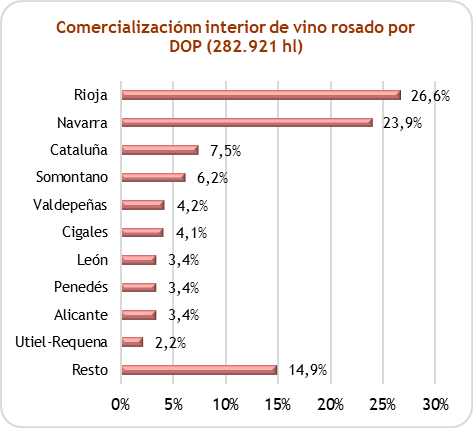 Comercializaciónn interior de vino rosado por
DOP (282.921 hl)
Rioja 26,6%
Navarra 23,9%
Cataluña 7,5%
Somontano 6,2%
Valdepeñas 4,2%
Cigales 4,1%
León 3,4%
Penedés 3,4%
Alicante 3,4%
Utiel-Requena 2,2%
Resto 14,9%
0% 5% 10% 15% 20% 25% 30%